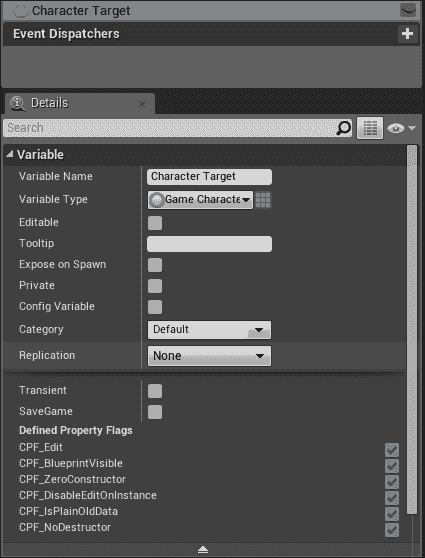 Character Target
Event Dispatchers
Details
Search
Variable
Variable Name Character Target
Variable Type Game Characte
Editable
Tooltip
Expose on Spawn
Private
Config Variable
Category Default
Replication None
Transient
SaveGame
Defined Property Flags
CPF_Edit
CPF_BlueprintVisible
CPF_ZeroConstructor
CPF_DisableEditOnInstance
CPF_IsPlainOldData
CPF_NoDestructor